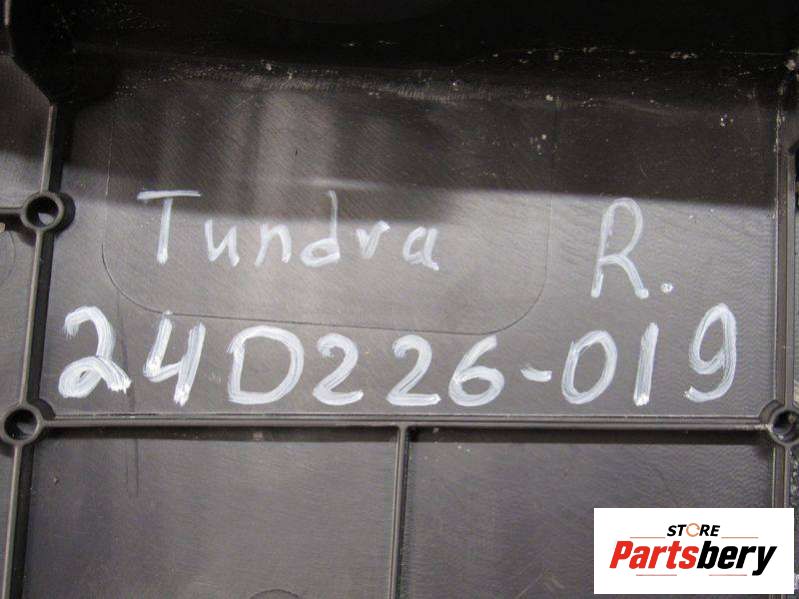 Tundra R.
24D226-019
STORE
Partsbery